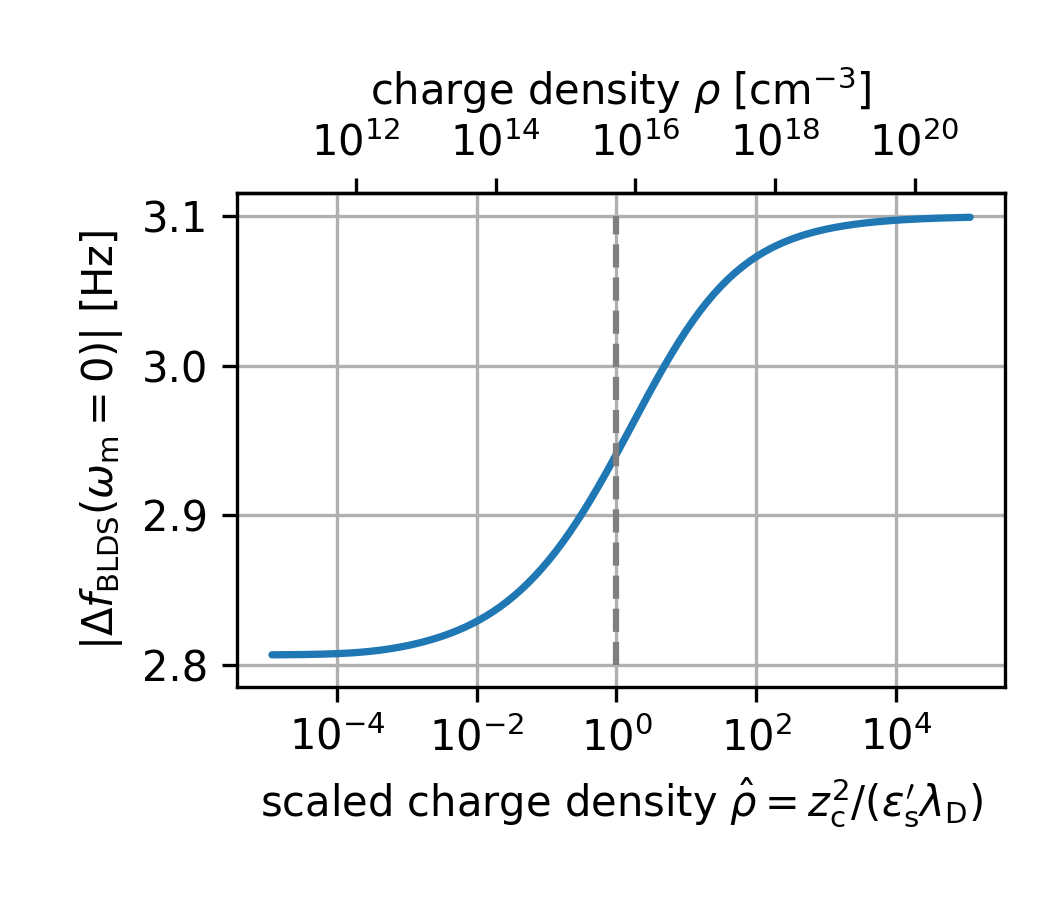 charge density ρ [cm⁻³]
10¹² 10¹⁴ 10¹⁶ 10¹⁸ 10²⁰
3.1
3.0
2.9
2.8
|Δf_BLDS(ω_m = 0)| [Hz]
10⁻⁴ 10⁻² 10⁰ 10² 10⁴
scaled charge density ρ̂ = z_c²/(ε′_s λ_D)